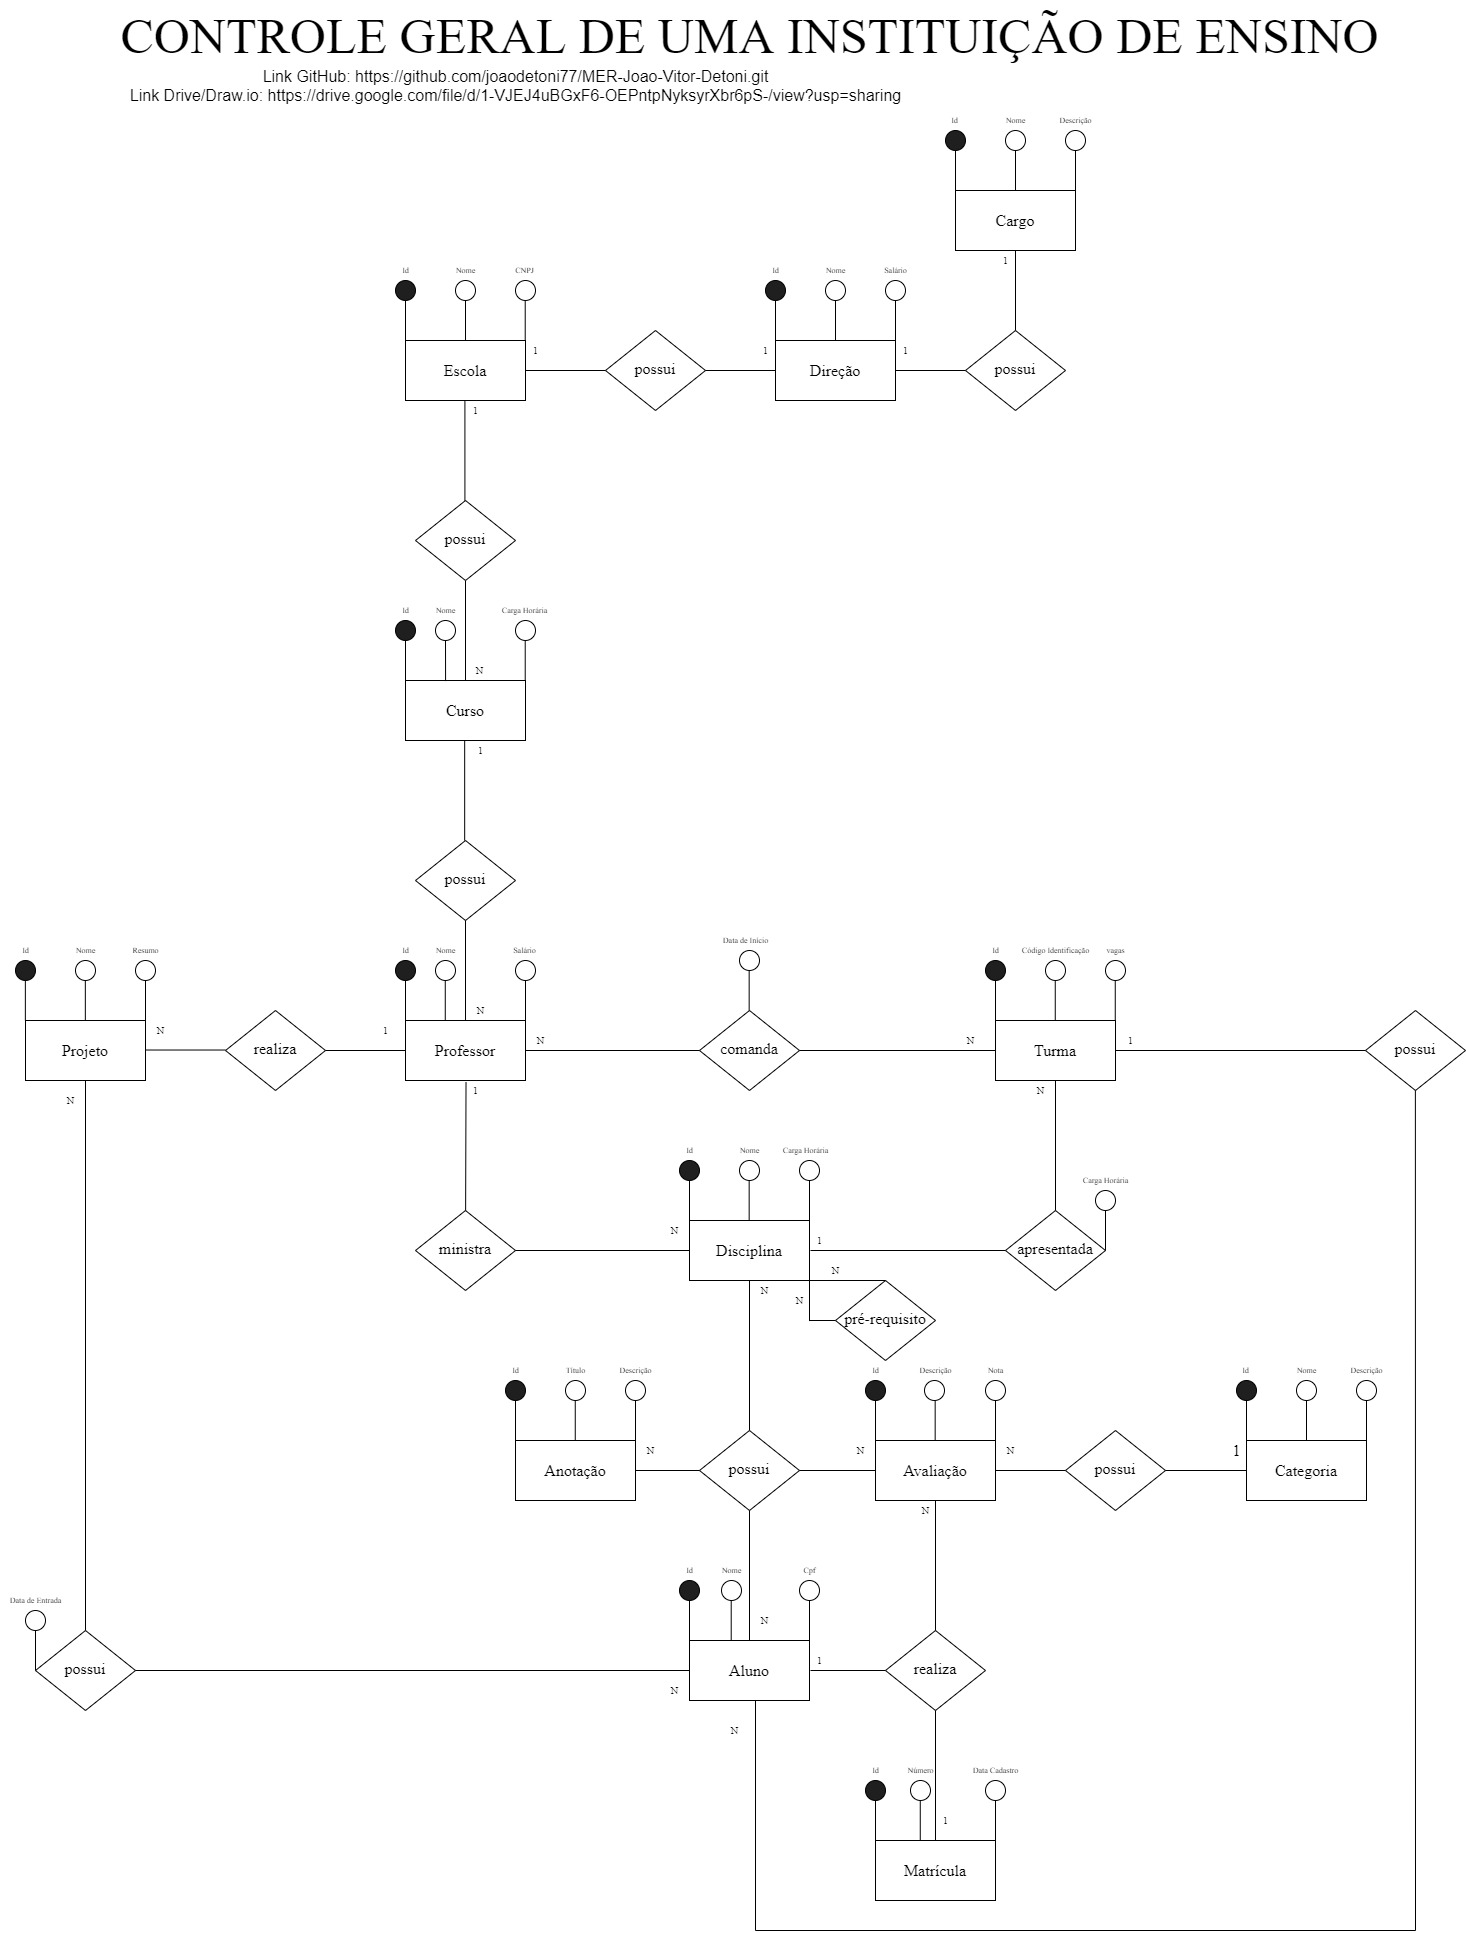 CONTROLE GERAL DE UMA INSTITUIÇÃO DE ENSINO
Link GitHub: https://github.com/joaodetoni77/MER-Joao-Vitor-Detoni.git
Link Drive/Draw.io: https://drive.google.com/file/d/1-VJEJ4uBGxF6-OEPntpNyksyrXbr6pS-/view?usp=sharing
Id Nome Descrição
Cargo
1
Id Nome CNPJ Id Nome Salário
1 1 1
Escola possui Direção possui
1
possui
Id Nome Carga Horária
N
Curso
1
possui
Data de Início
Id Nome Resumo Id Nome Salário Id Código Identificação vagas
N
N 1 N N 1
Projeto realiza Professor comanda Turma possui
N 1 N
Id Nome Carga Horária
Carga Horária
N 1
ministra Disciplina apresentada
N
N N
pré-requisito
Id Título Descrição Id Descrição Nota Id Nome Descrição
N N N 1
Anotação possui Avaliação possui Categoria
N
Id Nome Cpf
Data de Entrada
N
1
possui Aluno realiza
N
N
Id Número Data Cadastro
1
Matrícula